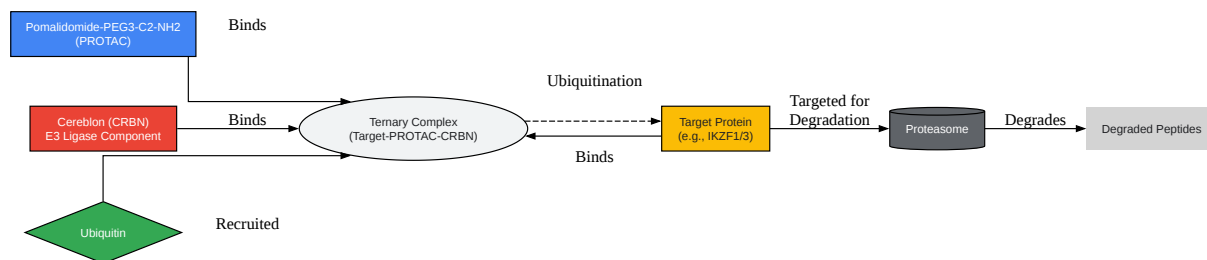 Pomalidomide-PEG3-C2-NH2
(PROTAC)
Binds
Cereblon (CRBN)
E3 Ligase Component
Binds
Ternary Complex
(Target-PROTAC-CRBN)
Ubiquitination
Binds
Target Protein
(e.g., IKZF1/3)
Targeted for
Degradation
Proteasome
Degrades
Degraded Peptides
Ubiquitin
Recruited